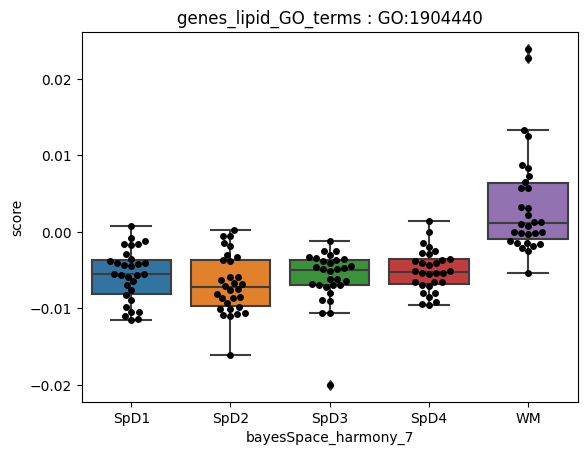 genes_lipid_GO_terms : GO:1904440
0.02
0.01
0.00
−0.01
−0.02
score
SpD1 SpD2 SpD3 SpD4 WM
bayesSpace_harmony_7